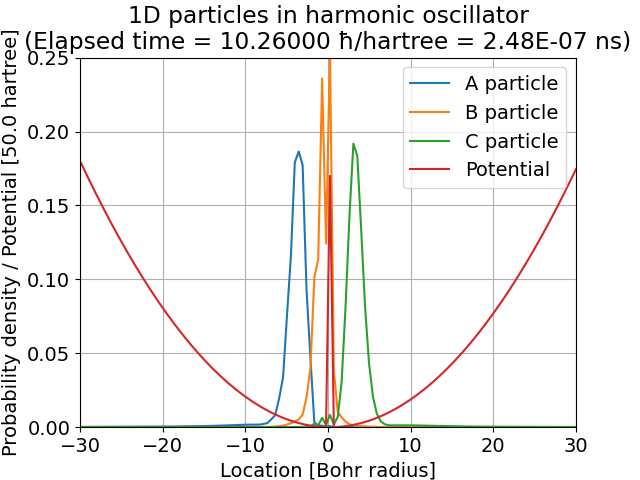 1D particles in harmonic oscillator
(Elapsed time = 10.26000 ħ/hartree = 2.48E-07 ns)
Probability density / Potential [50.0 hartree]
0.25
0.20
0.15
0.10
0.05
0.00
A particle
B particle
C particle
Potential
−30
−20
−10
0
10
20
30
Location [Bohr radius]